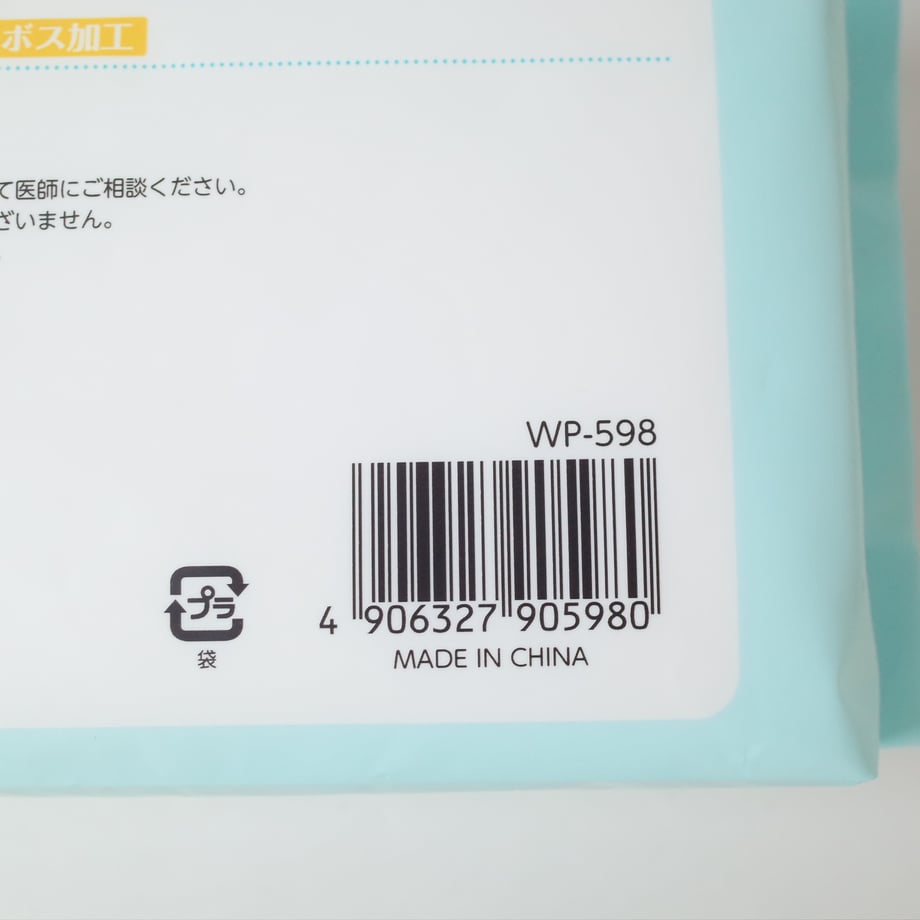 ボス加工
て医師にご相談ください。
ざいません。
WP-598
4 906327 905980
プラ
袋
MADE IN CHINA